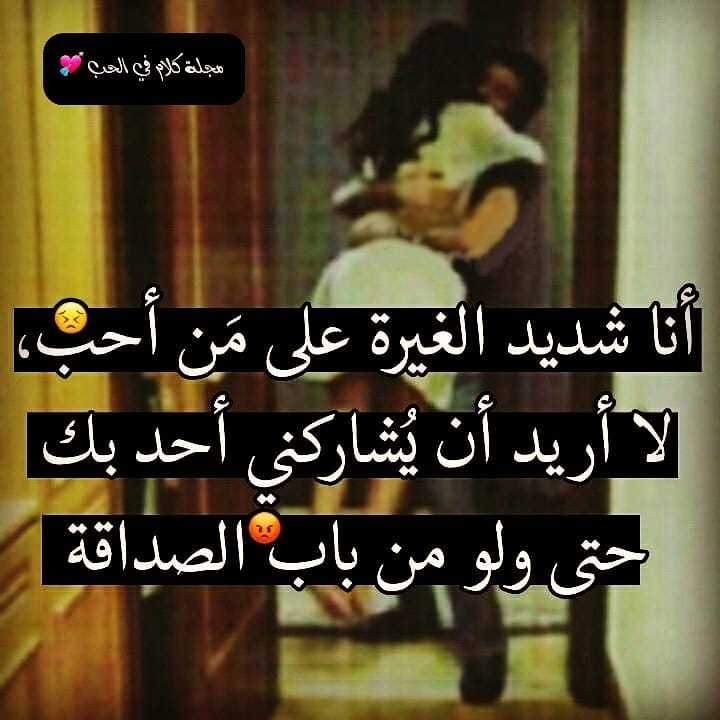 مجلة كلام في الحب 💘
أنا شديد الغيرة على مَن أحب😣،
لا أريد أن يُشاركني أحد بك
حتى ولو من باب😡 الصداقة